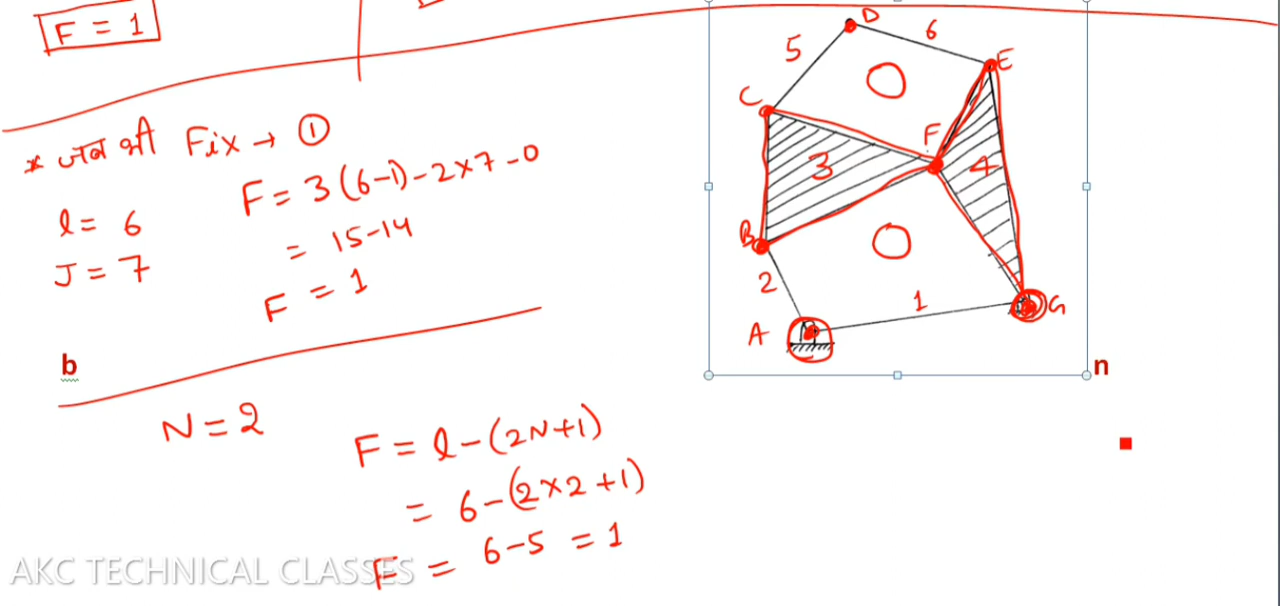 F = 1
* जब भी Fix → ①
l = 6
J = 7
F = 3(6-1)-2×7-0
= 15-14
F = 1
b
N = 2
F = l-(2N+1)
= 6-(2×2+1)
F = 6-5 = 1
D
6
5
E
C
F
3
4
B
2
1
A
G
n
AKC TECHNICAL CLASSES